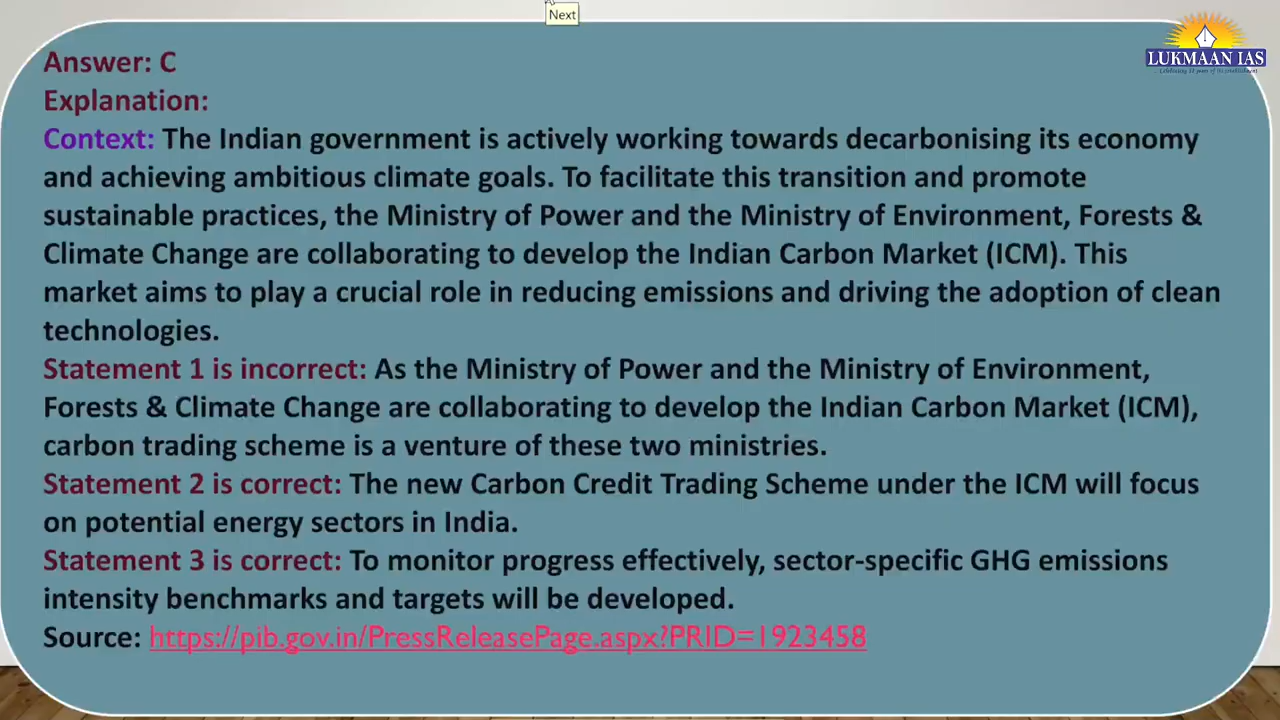 Next
LUKMAAN IAS
Answer: C
Explanation:
Context: The Indian government is actively working towards decarbonising its economy
and achieving ambitious climate goals. To facilitate this transition and promote
sustainable practices, the Ministry of Power and the Ministry of Environment, Forests &
Climate Change are collaborating to develop the Indian Carbon Market (ICM). This
market aims to play a crucial role in reducing emissions and driving the adoption of clean
technologies.
Statement 1 is incorrect: As the Ministry of Power and the Ministry of Environment,
Forests & Climate Change are collaborating to develop the Indian Carbon Market (ICM),
carbon trading scheme is a venture of these two ministries.
Statement 2 is correct: The new Carbon Credit Trading Scheme under the ICM will focus
on potential energy sectors in India.
Statement 3 is correct: To monitor progress effectively, sector-specific GHG emissions
intensity benchmarks and targets will be developed.
Source: https://pib.gov.in/PressReleasePage.aspx?PRID=1923458